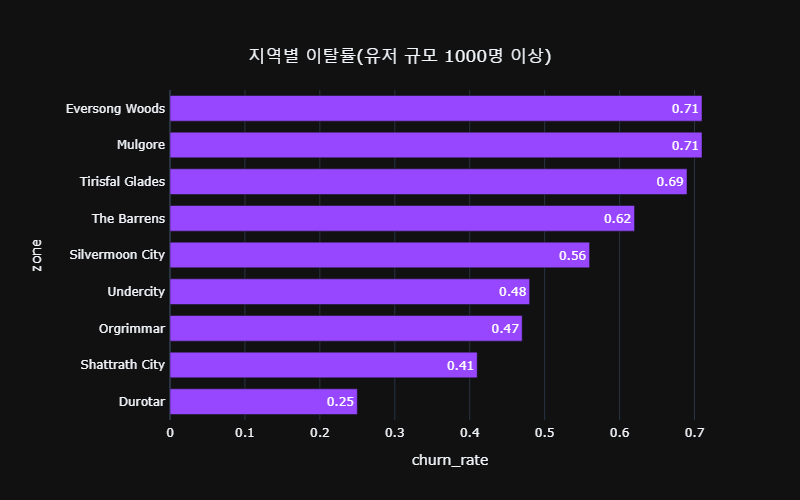 지역별 이탈률(유저 규모 1000명 이상)
Eversong Woods 0.71
Mulgore 0.71
Tirisfal Glades 0.69
The Barrens 0.62
zone
Silvermoon City 0.56
Undercity 0.48
Orgrimmar 0.47
Shattrath City 0.41
Durotar 0.25
0 0.1 0.2 0.3 0.4 0.5 0.6 0.7
churn_rate